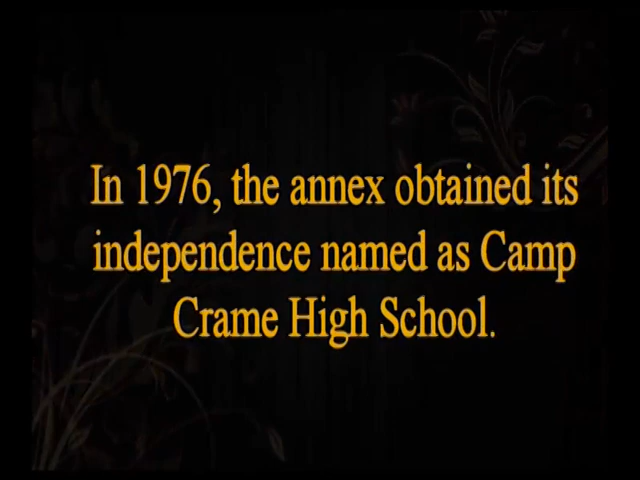 In 1976, the annex obtained its
independence named as Camp
Crame High School.